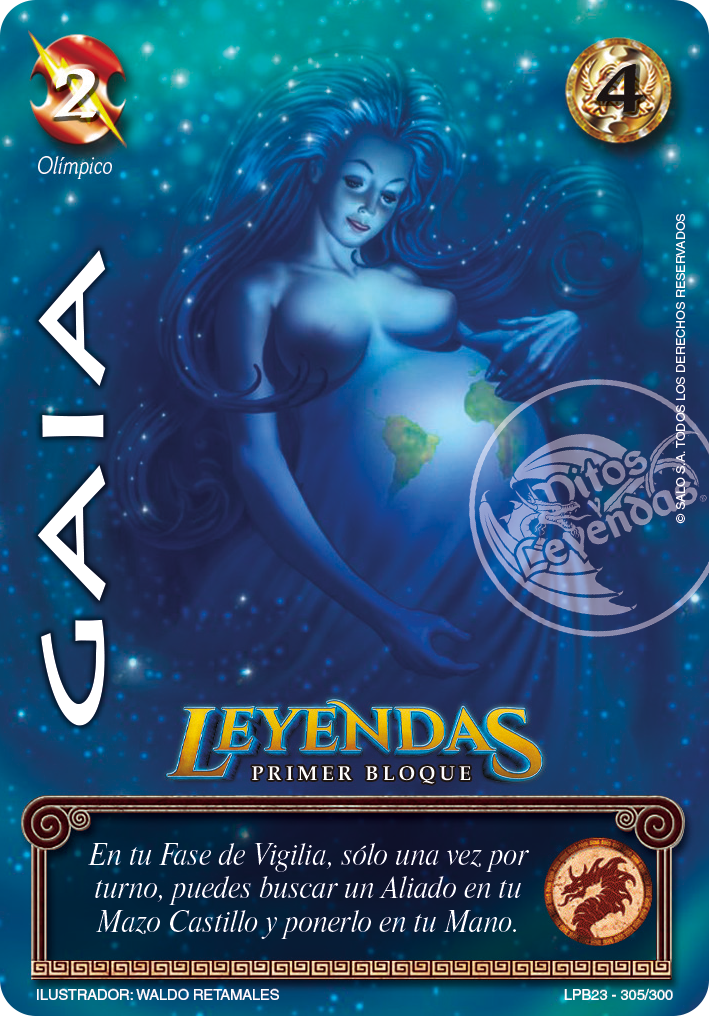 2
4
Olímpico
GAIA
© SALO S.A. TODOS LOS DERECHOS RESERVADOS
Mitos
y
Leyendas®
LEYENDAS
PRIMER BLOQUE
En tu Fase de Vigilia, sólo una vez por
turno, puedes buscar un Aliado en tu
Mazo Castillo y ponerlo en tu Mano.
ILUSTRADOR: WALDO RETAMALES
LPB23 - 305/300